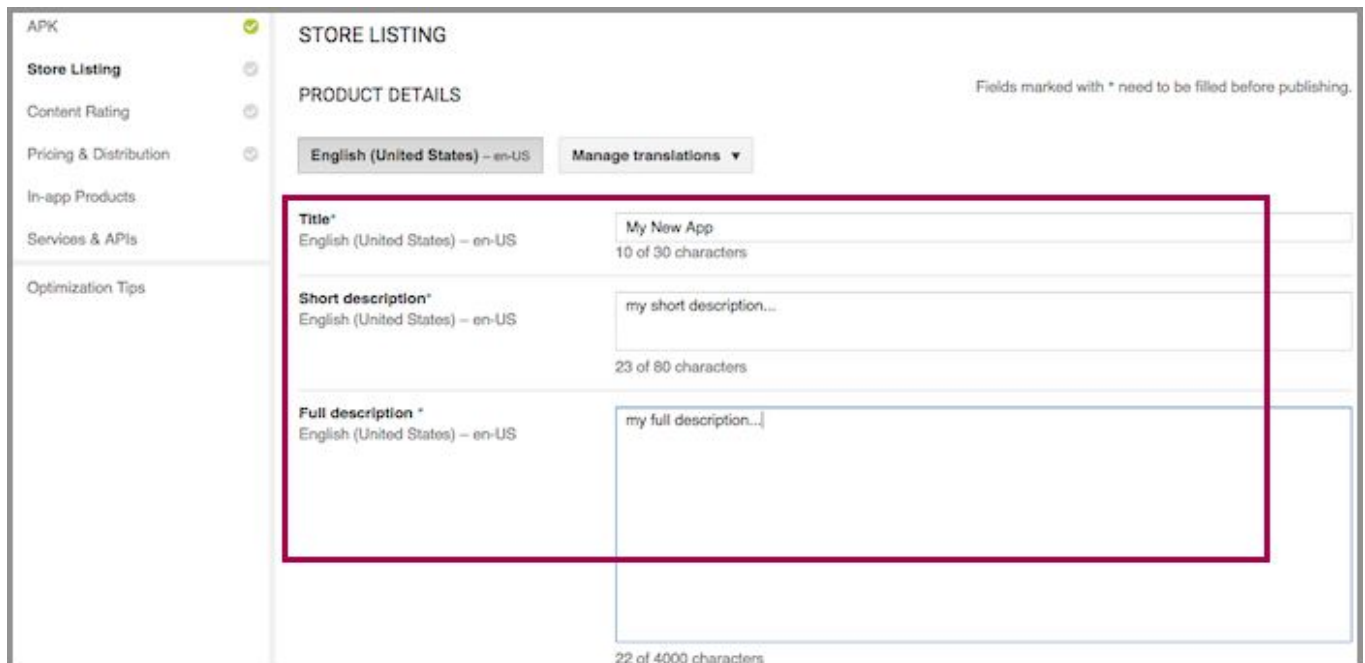 APK
Store Listing
Content Rating
Pricing & Distribution
In-app Products
Services & APIs
Optimization Tips
STORE LISTING
PRODUCT DETAILS
Fields marked with * need to be filled before publishing.
English (United States) – en-US
Manage translations ▼
Title*
English (United States) – en-US
My New App
10 of 30 characters
Short description*
English (United States) – en-US
my short description...
23 of 80 characters
Full description *
English (United States) – en-US
my full description...
22 of 4000 characters